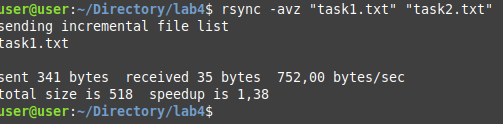 user@user:~/Directory/lab4$ rsync -avz "task1.txt" "task2.txt"
sending incremental file list
task1.txt

sent 341 bytes  received 35 bytes  752,00 bytes/sec
total size is 518  speedup is 1,38
user@user:~/Directory/lab4$